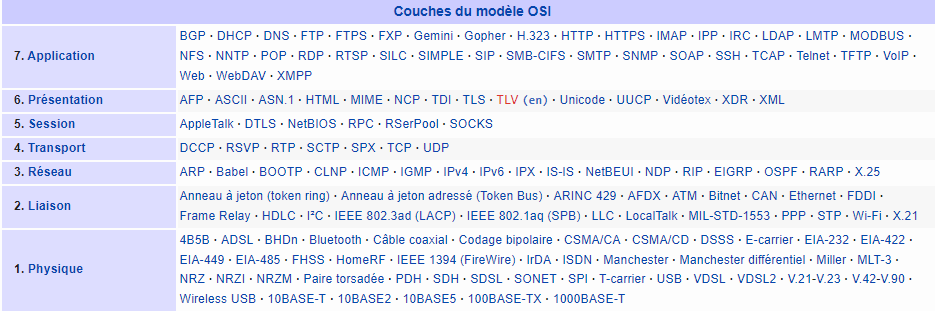 Couches du modèle OSI
7. Application
BGP · DHCP · DNS · FTP · FTPS · FXP · Gemini · Gopher · H.323 · HTTP · HTTPS · IMAP · IPP · IRC · LDAP · LMTP · MODBUS ·
NFS · NNTP · POP · RDP · RTSP · SILC · SIMPLE · SIP · SMB-CIFS · SMTP · SNMP · SOAP · SSH · TCAP · Telnet · TFTP · VoIP ·
Web · WebDAV · XMPP
6. Présentation
AFP · ASCII · ASN.1 · HTML · MIME · NCP · TDI · TLS · TLV (en) · Unicode · UUCP · Vidéotex · XDR · XML
5. Session
AppleTalk · DTLS · NetBIOS · RPC · RSerPool · SOCKS
4. Transport
DCCP · RSVP · RTP · SCTP · SPX · TCP · UDP
3. Réseau
ARP · Babel · BOOTP · CLNP · ICMP · IGMP · IPv4 · IPv6 · IPX · IS-IS · NetBEUI · NDP · RIP · EIGRP · OSPF · RARP · X.25
2. Liaison
Anneau à jeton (token ring) · Anneau à jeton adressé (Token Bus) · ARINC 429 · AFDX · ATM · Bitnet · CAN · Ethernet · FDDI ·
Frame Relay · HDLC · I²C · IEEE 802.3ad (LACP) · IEEE 802.1aq (SPB) · LLC · LocalTalk · MIL-STD-1553 · PPP · STP · Wi-Fi · X.21
1. Physique
4B5B · ADSL · BHDn · Bluetooth · Câble coaxial · Codage bipolaire · CSMA/CA · CSMA/CD · DSSS · E-carrier · EIA-232 · EIA-422 ·
EIA-449 · EIA-485 · FHSS · HomeRF · IEEE 1394 (FireWire) · IrDA · ISDN · Manchester · Manchester différentiel · Miller · MLT-3 ·
NRZ · NRZI · NRZM · Paire torsadée · PDH · SDH · SDSL · SONET · SPI · T-carrier · USB · VDSL · VDSL2 · V.21-V.23 · V.42-V.90 ·
Wireless USB · 10BASE-T · 10BASE2 · 10BASE5 · 100BASE-TX · 1000BASE-T